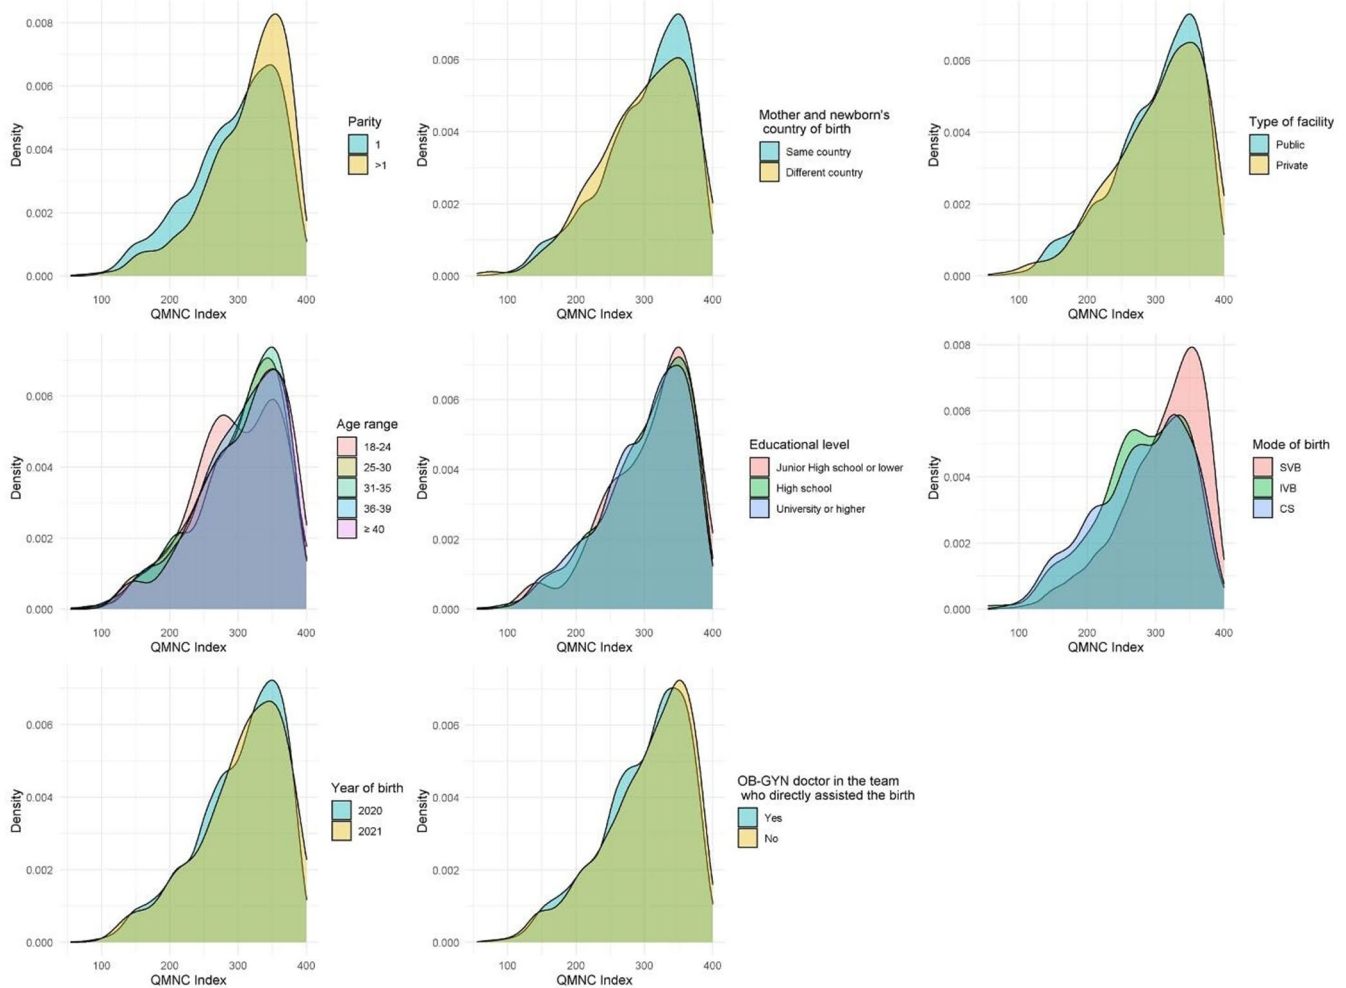 0.008
0.006
0.004
0.002
0.000
Density
100 200 300 400
QMNC Index
Parity
1
>1
0.006
0.004
0.002
0.000
Density
100 200 300 400
QMNC Index
Mother and newborn's
country of birth
Same country
Different country
0.006
0.004
0.002
0.000
Density
100 200 300 400
QMNC Index
Type of facility
Public
Private
0.006
0.004
0.002
0.000
Density
100 200 300 400
QMNC Index
Age range
18-24
25-30
31-35
36-39
≥ 40
0.006
0.004
0.002
0.000
Density
100 200 300 400
QMNC Index
Educational level
Junior High school or lower
High school
University or higher
0.008
0.006
0.004
0.002
0.000
Density
100 200 300 400
QMNC Index
Mode of birth
SVB
IVB
CS
0.006
0.004
0.002
0.000
Density
100 200 300 400
QMNC Index
Year of birth
2020
2021
0.006
0.004
0.002
0.000
Density
100 200 300 400
QMNC Index
OB-GYN doctor in the team
who directly assisted the birth
Yes
No